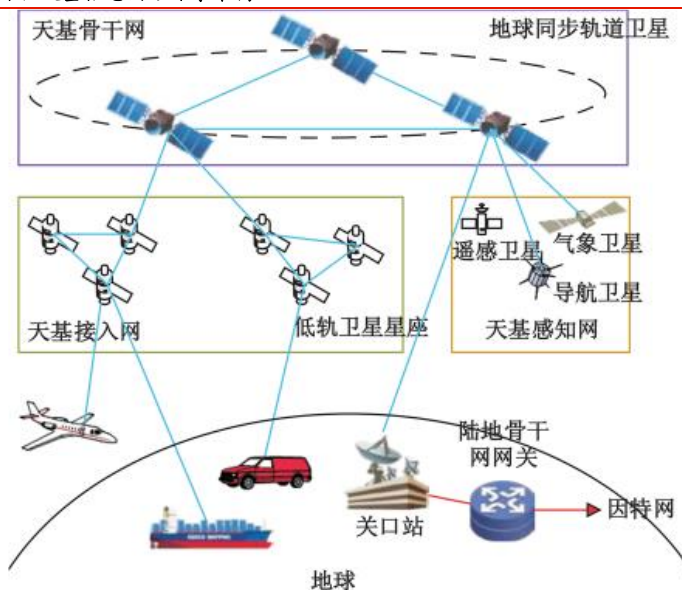 天基骨干网
地球同步轨道卫星
遥感卫星
气象卫星
导航卫星
天基接入网
低轨卫星星座
天基感知网
陆地骨干
网网关
关口站
因特网
地球